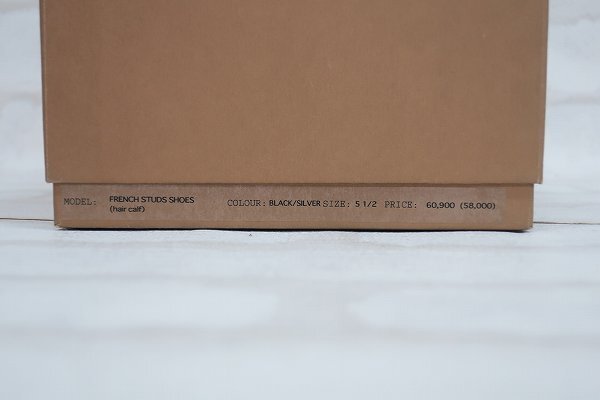 MODEL: FRENCH STUDS SHOES COLOUR: BLACK/SILVER SIZE: 5 1/2 PRICE: 60,900 (58,000)
(hair calf)